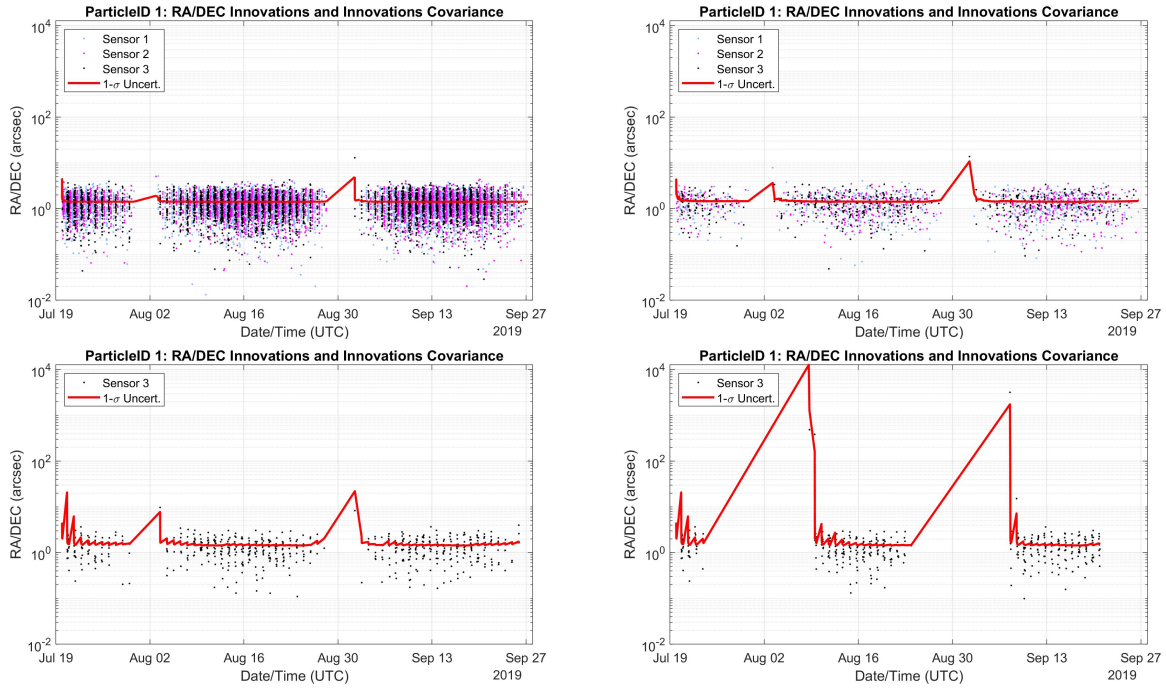 ParticleID 1: RA/DEC Innovations and Innovations Covariance
Sensor 1
Sensor 2
Sensor 3
1-σ Uncert.
RA/DEC (arcsec)
10^4
10^2
10^0
10^-2
Jul 19
Aug 02
Aug 16
Aug 30
Sep 13
Sep 27
Date/Time (UTC)
2019
ParticleID 1: RA/DEC Innovations and Innovations Covariance
Sensor 1
Sensor 2
Sensor 3
1-σ Uncert.
RA/DEC (arcsec)
10^4
10^2
10^0
10^-2
Jul 19
Aug 02
Aug 16
Aug 30
Sep 13
Sep 27
Date/Time (UTC)
2019
ParticleID 1: RA/DEC Innovations and Innovations Covariance
Sensor 3
1-σ Uncert.
RA/DEC (arcsec)
10^4
10^2
10^0
10^-2
Jul 19
Aug 02
Aug 16
Aug 30
Sep 13
Sep 27
Date/Time (UTC)
2019
ParticleID 1: RA/DEC Innovations and Innovations Covariance
Sensor 3
1-σ Uncert.
RA/DEC (arcsec)
10^4
10^2
10^0
10^-2
Jul 19
Aug 02
Aug 16
Aug 30
Sep 13
Sep 27
Date/Time (UTC)
2019